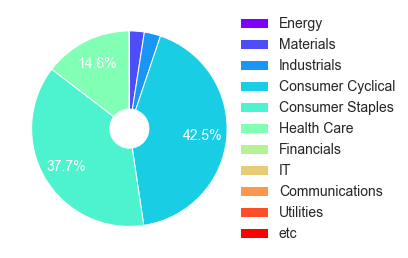 Energy
Materials
Industrials
Consumer Cyclical
Consumer Staples
Health Care
Financials
IT
Communications
Utilities
etc
14.6%
42.5%
37.7%